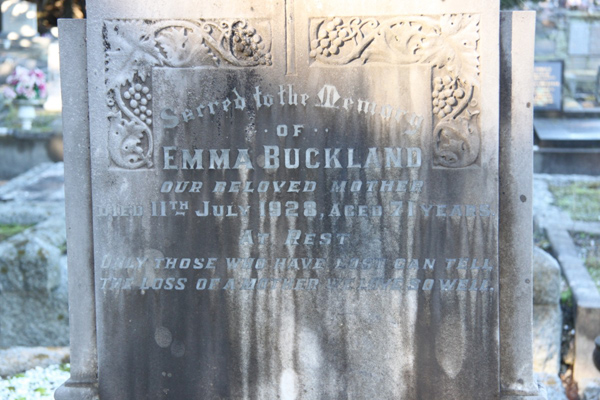 Sacred to the Memory
OF
EMMA BUCKLAND
OUR BELOVED MOTHER
DIED 11TH JULY 1928, AGED 71 YEARS.
AT REST
ONLY THOSE WHO HAVE LOST CAN TELL
THE LOSS OF A MOTHER WE LOVED SO WELL.